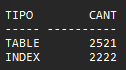 TIPO         CANT
----- -----------
TABLE        2521
INDEX        2222